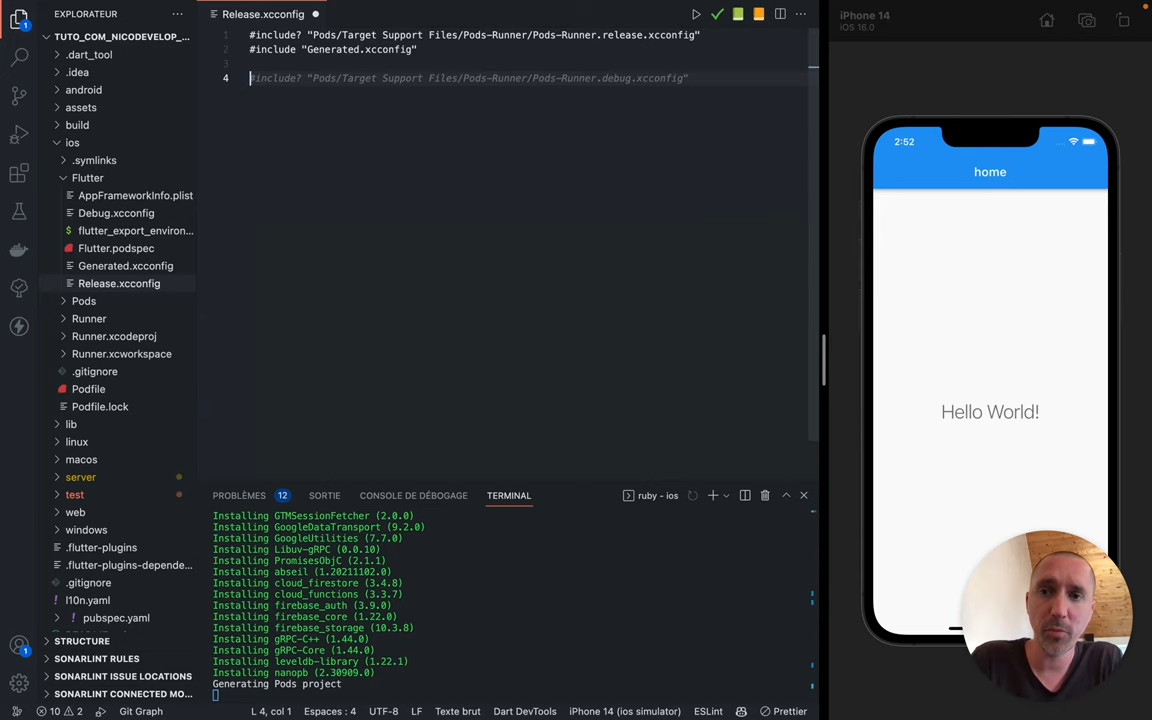 EXPLORATEUR
TUTO_COM_NICODEVELOP_...
.dart_tool
.idea
android
assets
build
ios
.symlinks
Flutter
AppFrameworkInfo.plist
Debug.xcconfig
$ flutter_export_environ...
Flutter.podspec
Generated.xcconfig
Release.xcconfig
Pods
Runner
Runner.xcodeproj
Runner.xcworkspace
.gitignore
Podfile
Podfile.lock
lib
linux
macos
server
test
web
windows
.flutter-plugins
.flutter-plugins-depende...
.gitignore
l10n.yaml
pubspec.yaml
STRUCTURE
SONARLINT RULES
SONARLINT ISSUE LOCATIONS
SONARLINT CONNECTED MO...
1
1
Release.xcconfig
1 #include? "Pods/Target Support Files/Pods-Runner/Pods-Runner.release.xcconfig"
2 #include "Generated.xcconfig"
3
4 #include? "Pods/Target Support Files/Pods-Runner/Pods-Runner.debug.xcconfig"
PROBLÈMES 12 SORTIE CONSOLE DE DÉBOGAGE TERMINAL ruby - ios
Installing GTMSessionFetcher (2.0.0)
Installing GoogleDataTransport (9.2.0)
Installing GoogleUtilities (7.7.0)
Installing Libuv-gRPC (0.0.10)
Installing PromisesObjC (2.1.1)
Installing abseil (1.20211102.0)
Installing cloud_firestore (3.4.8)
Installing cloud_functions (3.3.7)
Installing firebase_auth (3.9.0)
Installing firebase_core (1.22.0)
Installing firebase_storage (10.3.8)
Installing gRPC-C++ (1.44.0)
Installing gRPC-Core (1.44.0)
Installing leveldb-library (1.22.1)
Installing nanopb (2.30909.0)
Generating Pods project
10 2 Git Graph L 4, col 1 Espaces : 4 UTF-8 LF Texte brut Dart DevTools iPhone 14 (ios simulator) ESLint Prettier
iPhone 14
iOS 16.0
2:52
home
Hello World!